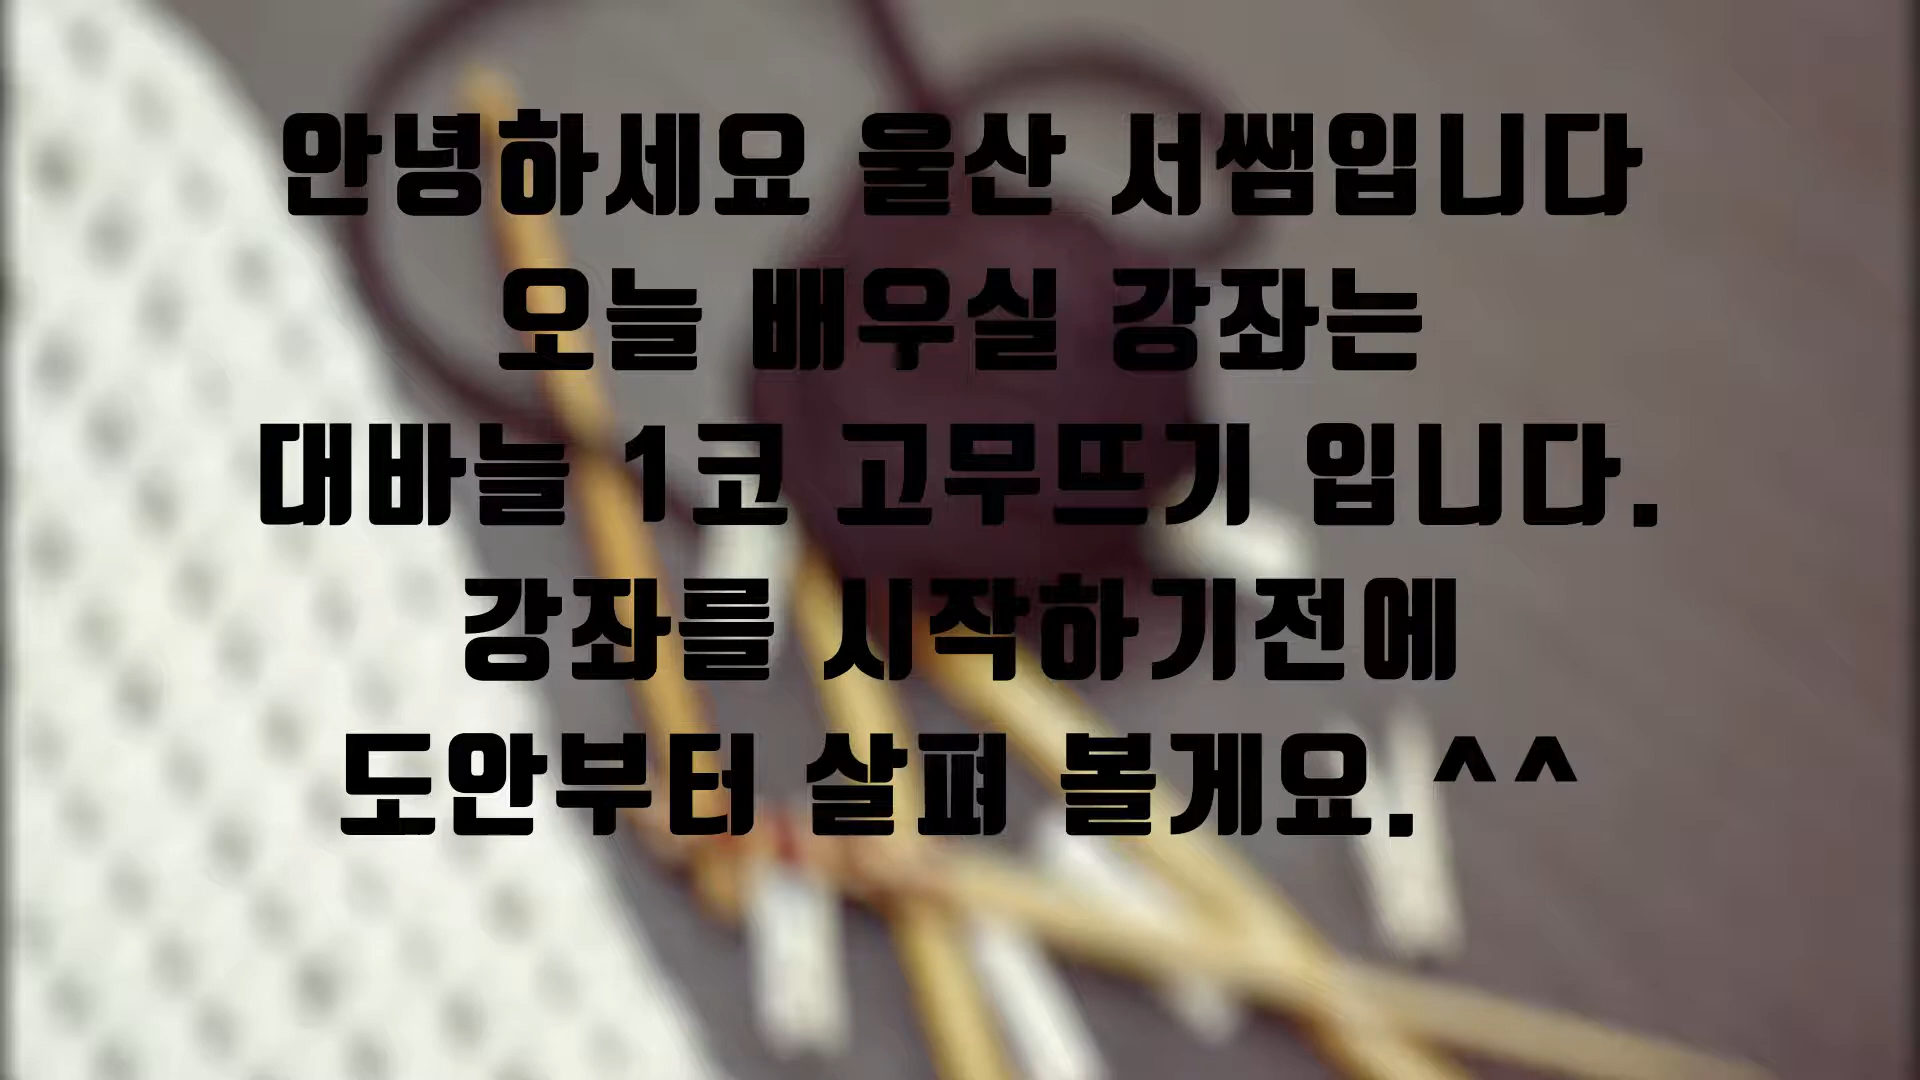 안녕하세요 울산 서쌤입니다
오늘 배우실 강좌는
대바늘 1코 고무뜨기 입니다.
강좌를 시작하기전에
도안부터 살펴 볼게요.^^